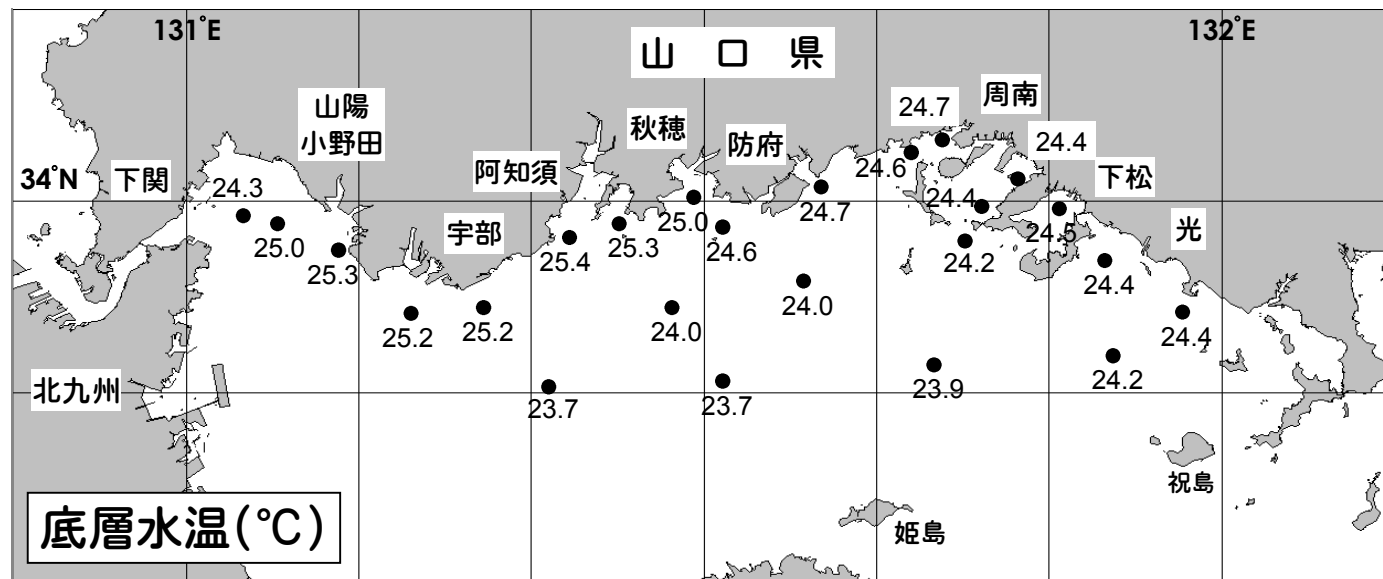 131°E
132°E
山 口 県
山陽
小野田
秋穂
防府
24.7
周南
24.6
24.4
34°N
下関
24.3
阿知須
24.7
24.4
下松
25.0
25.3
宇部
25.4
25.3
25.0
24.6
24.2
24.5
光
25.2
25.2
24.0
24.0
24.4
24.4
北九州
23.7
23.7
23.9
24.2
祝島
姫島
底層水温(℃)